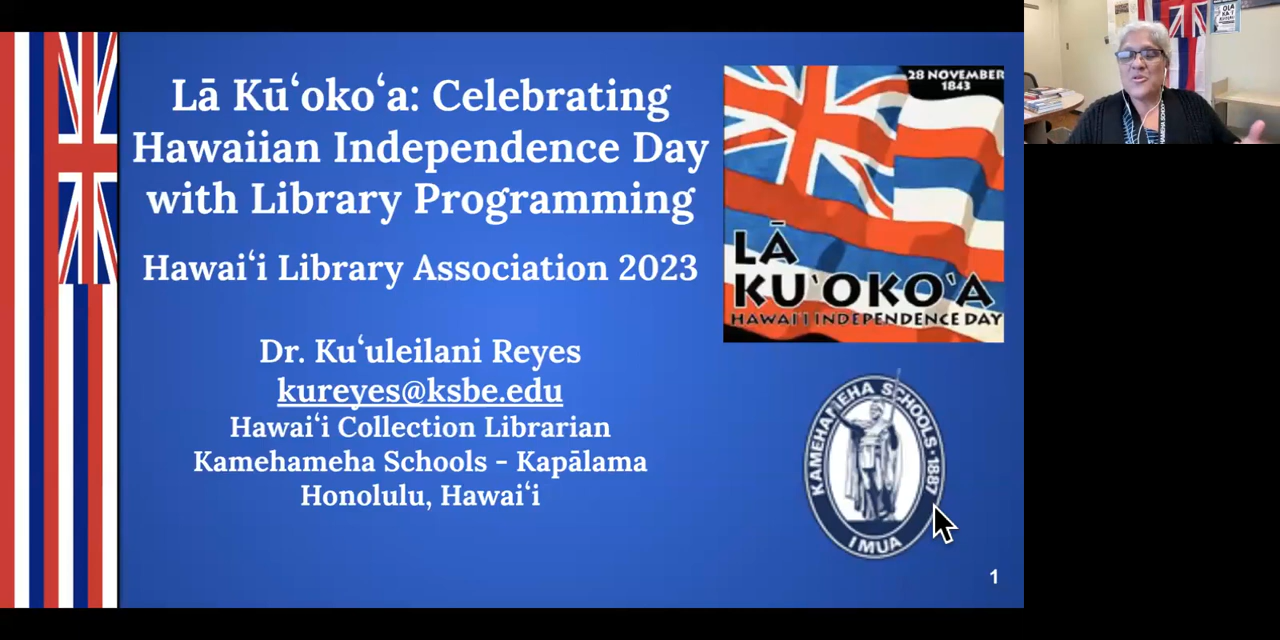 Lā Kūʻokoʻa: Celebrating
Hawaiian Independence Day
with Library Programming
Hawaiʻi Library Association 2023
Dr. Kuʻuleilani Reyes
kureyes@ksbe.edu
Hawaiʻi Collection Librarian
Kamehameha Schools - Kapālama
Honolulu, Hawaiʻi
28 NOVEMBER
1843
LĀ
KUʻOKOʻA
HAWAIʻI INDEPENDENCE DAY
KAMEHAMEHA SCHOOLS · 1887
IMUA
1